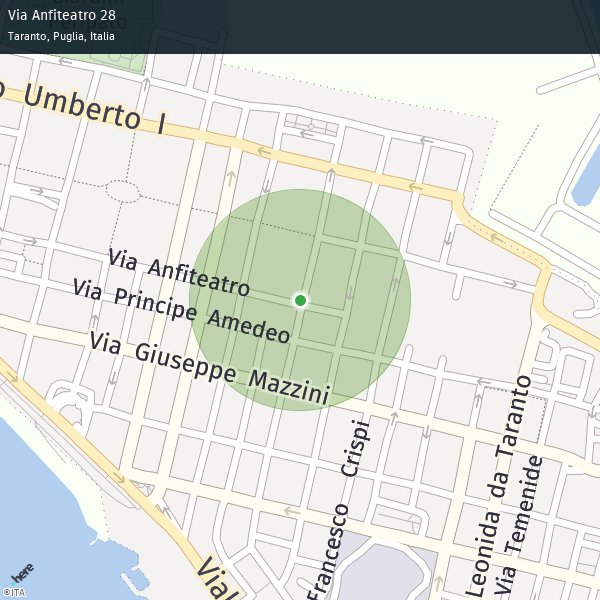 Via Anfiteatro 28
Taranto, Puglia, Italia
Umberto I
Via Anfiteatro
Via Principe Amedeo
Via Giuseppe Mazzini
Francesco Crispi
Leonida da Taranto
Via Temenide
Vial
here
©ITA